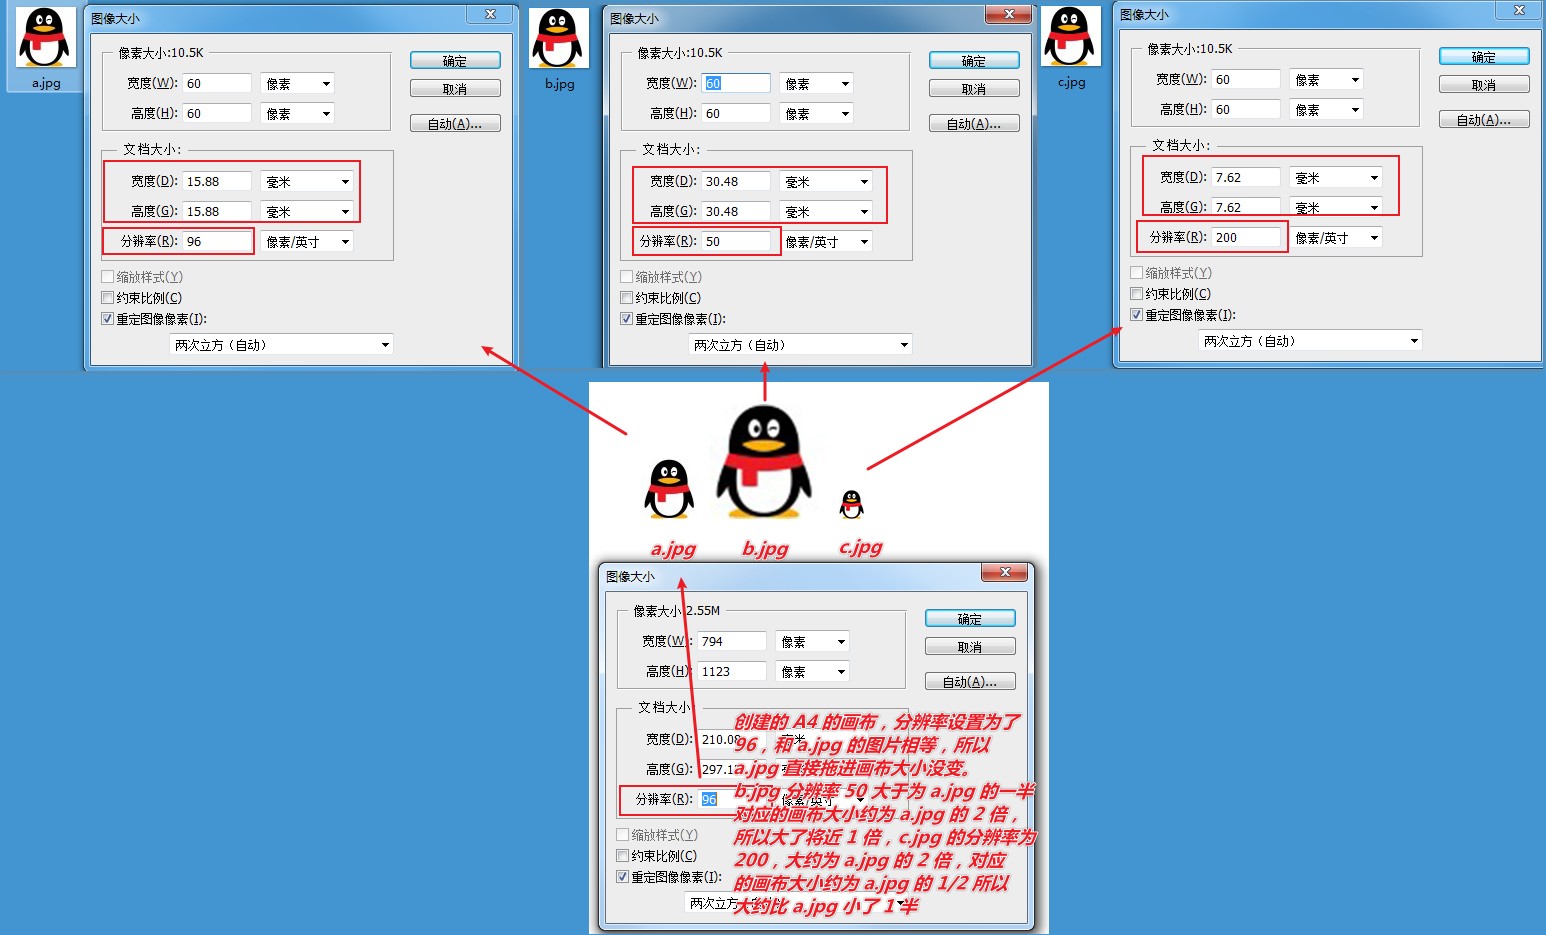 a.jpg
图像大小
像素大小:10.5K
宽度(W): 60 像素
高度(H): 60 像素
文档大小:
宽度(D): 15.88 毫米
高度(G): 15.88 毫米
分辨率(R): 96 像素/英寸
缩放样式(Y)
约束比例(C)
重定图像像素(I):
两次立方（自动）
确定
取消
自动(A)...
b.jpg
图像大小
像素大小:10.5K
宽度(W): 60 像素
高度(H): 60 像素
文档大小:
宽度(D): 30.48 毫米
高度(G): 30.48 毫米
分辨率(R): 50 像素/英寸
缩放样式(Y)
约束比例(C)
重定图像像素(I):
两次立方（自动）
确定
取消
自动(A)...
c.jpg
图像大小
像素大小:10.5K
宽度(W): 60 像素
高度(H): 60 像素
文档大小:
宽度(D): 7.62 毫米
高度(G): 7.62 毫米
分辨率(R): 200 像素/英寸
缩放样式(Y)
约束比例(C)
重定图像像素(I):
两次立方（自动）
确定
取消
自动(A)...
a.jpg b.jpg c.jpg
图像大小
像素大小:2.55M
宽度(W): 794 像素
高度(H): 1123 像素
文档大小:
宽度(D): 210.08 毫米
高度(G):
分辨率(R): 96 像素/英寸
缩放样式(Y)
约束比例(C)
重定图像像素(I):
两次立方
确定
取消
自动(A)...
创建的 A4 的画布，分辨率设置为了
96，和 a.jpg 的图片相等，所以
a.jpg 直接拖进画布大小没变。
b.jpg 分辨率 50 大于为 a.jpg 的一半
对应的画布大小约为 a.jpg 的 2 倍，
所以大了将近 1 倍，c.jpg 的分辨率为
200，大约为 a.jpg 的 2 倍，对应
的画布大小约为 a.jpg 的 1/2 所以
大约比 a.jpg 小了 1 半